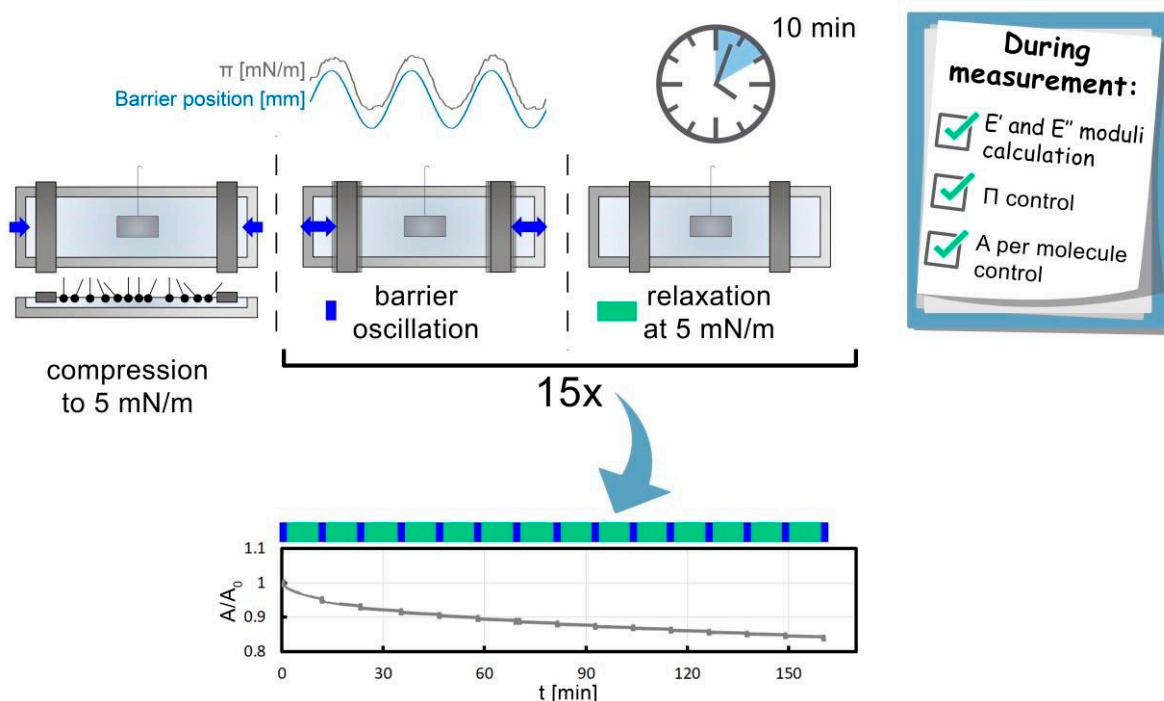 π [mN/m]
Barrier position [mm]
10 min
During
measurement:
E' and E'' moduli
calculation
Π control
A per molecule
control
compression
to 5 mN/m
barrier
oscillation
relaxation
at 5 mN/m
15x
A/A₀
1.1
1
0.9
0.8
0
30
60
90
120
150
t [min]